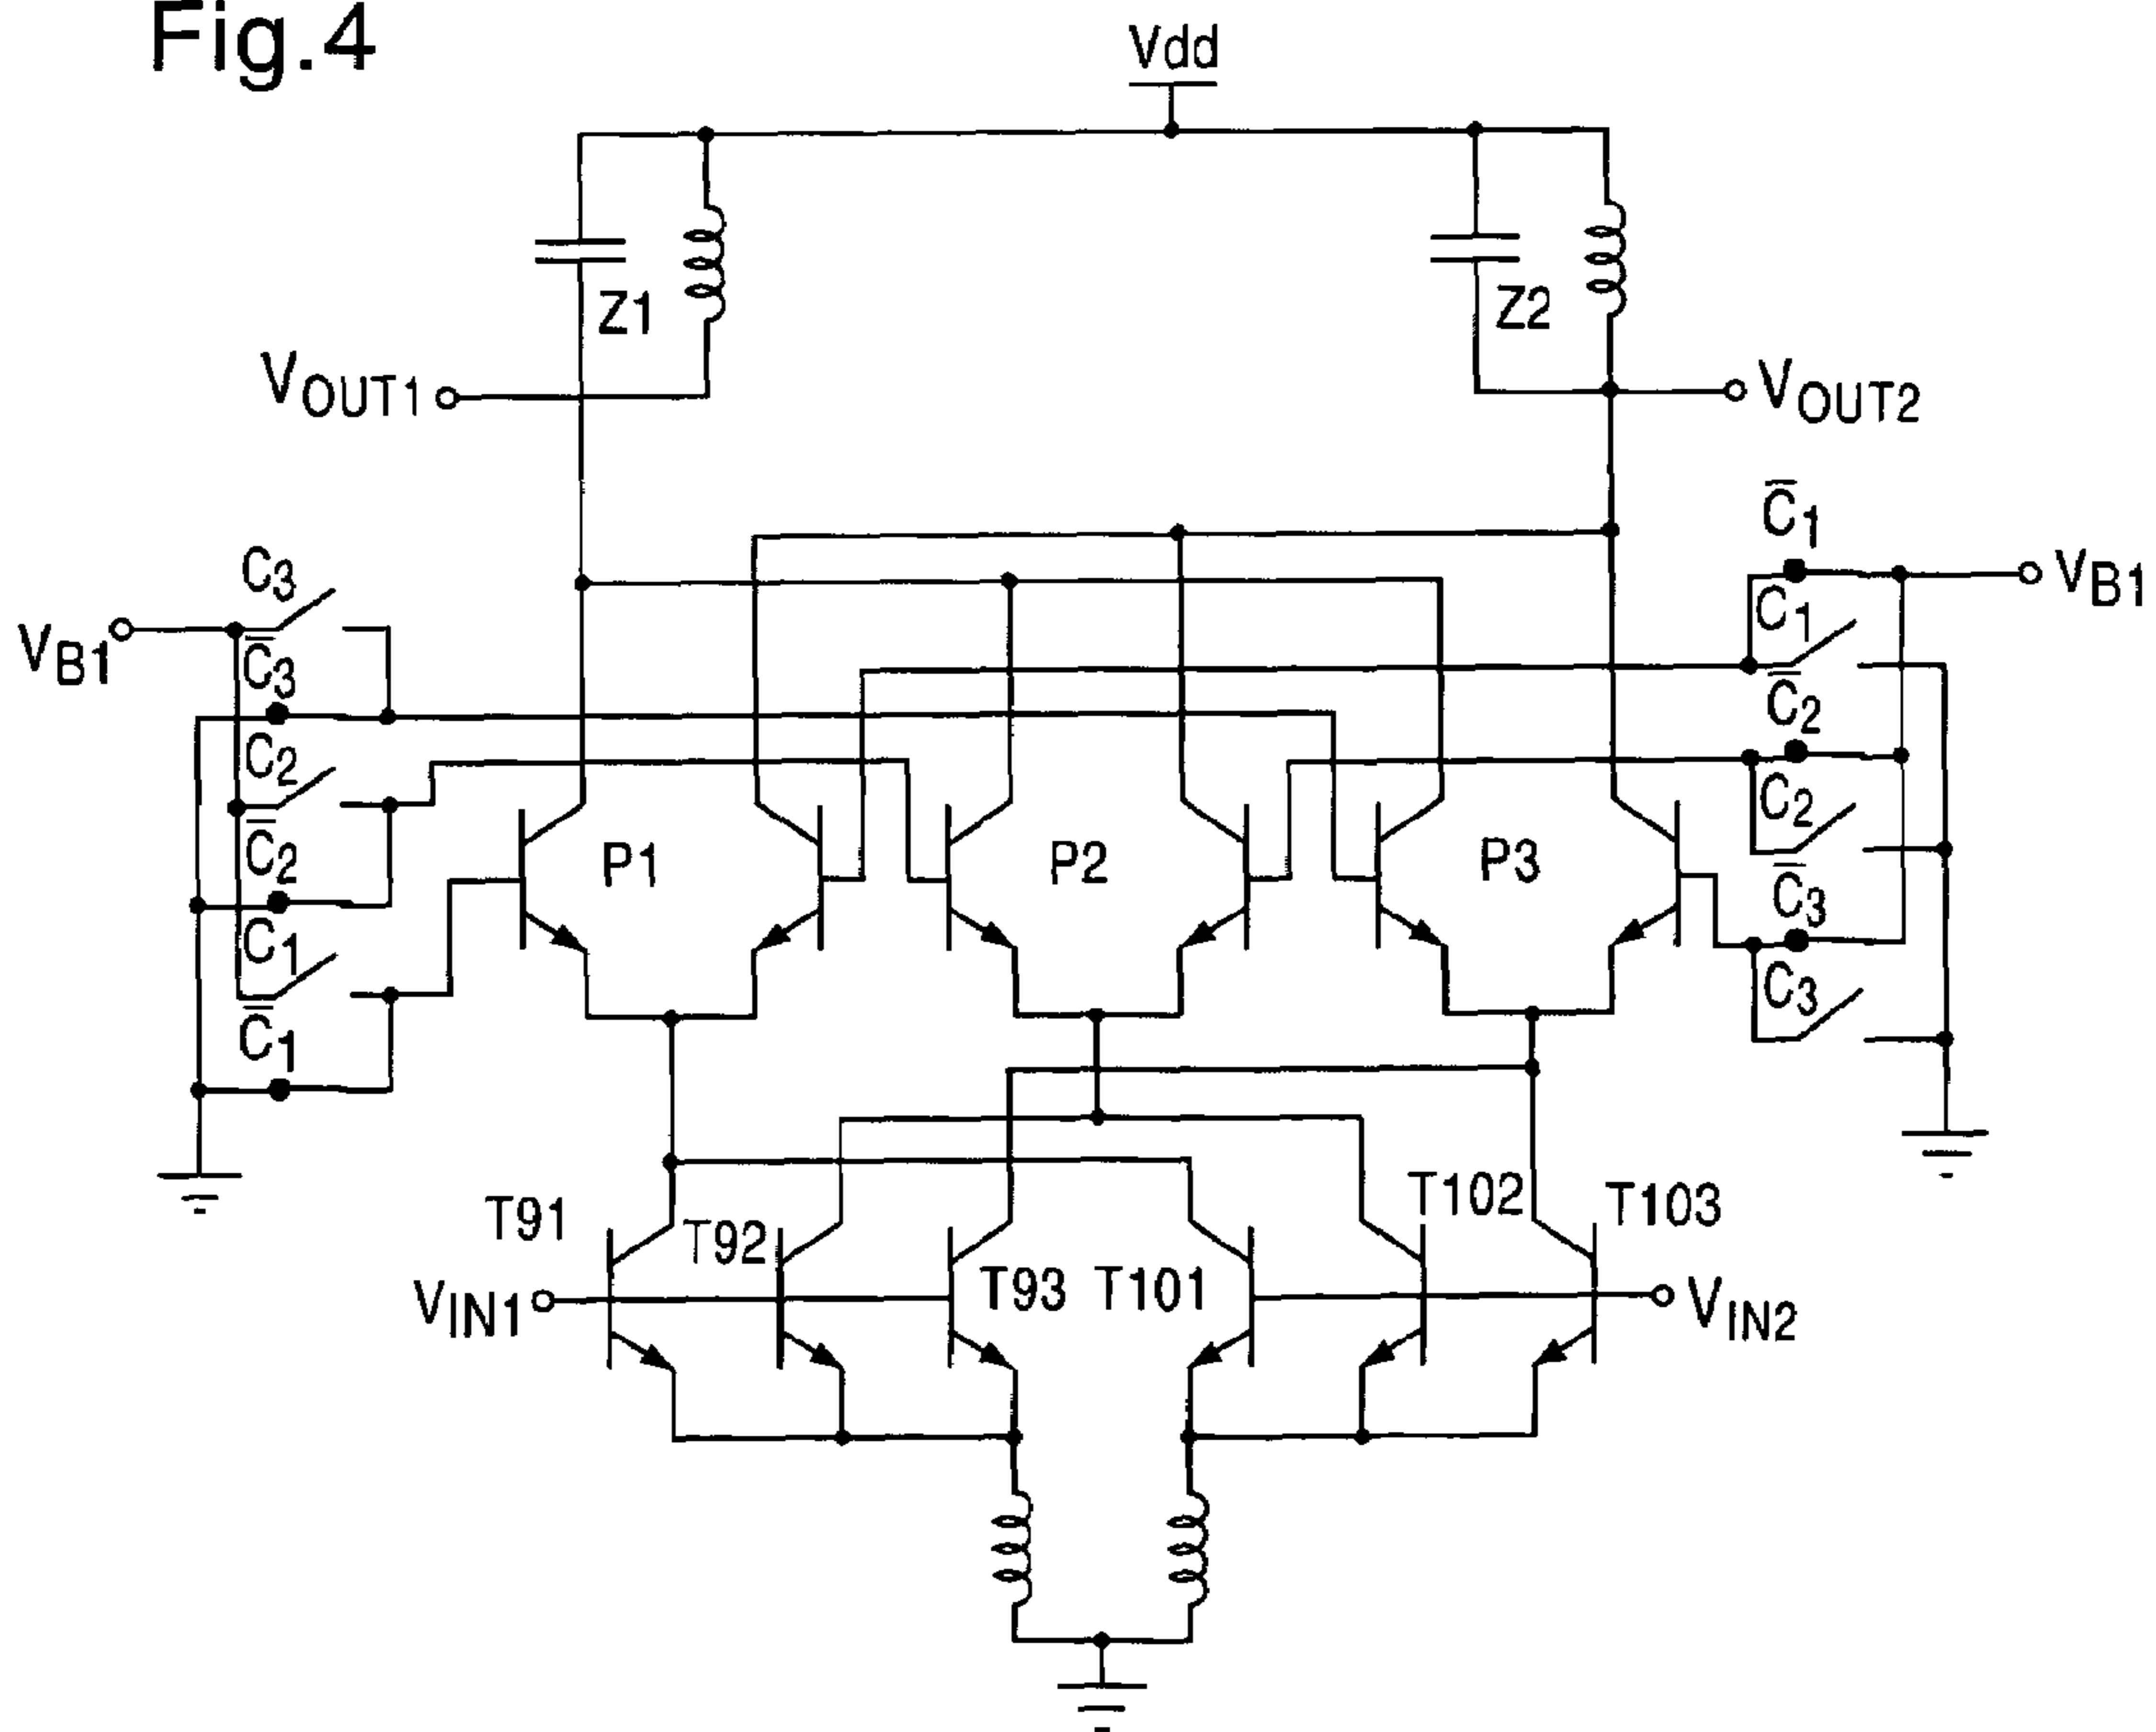 Fig.4
Vdd
Z1
Z2
VOUT1
VOUT2
C̅1
C3
VB1
C1
VB1
C̅3
C̅2
C2
C2
P1
P2
P3
C̅2
C̅3
C1
C3
C̅1
T91
T92
T102
T103
VIN1
T93
T101
VIN2